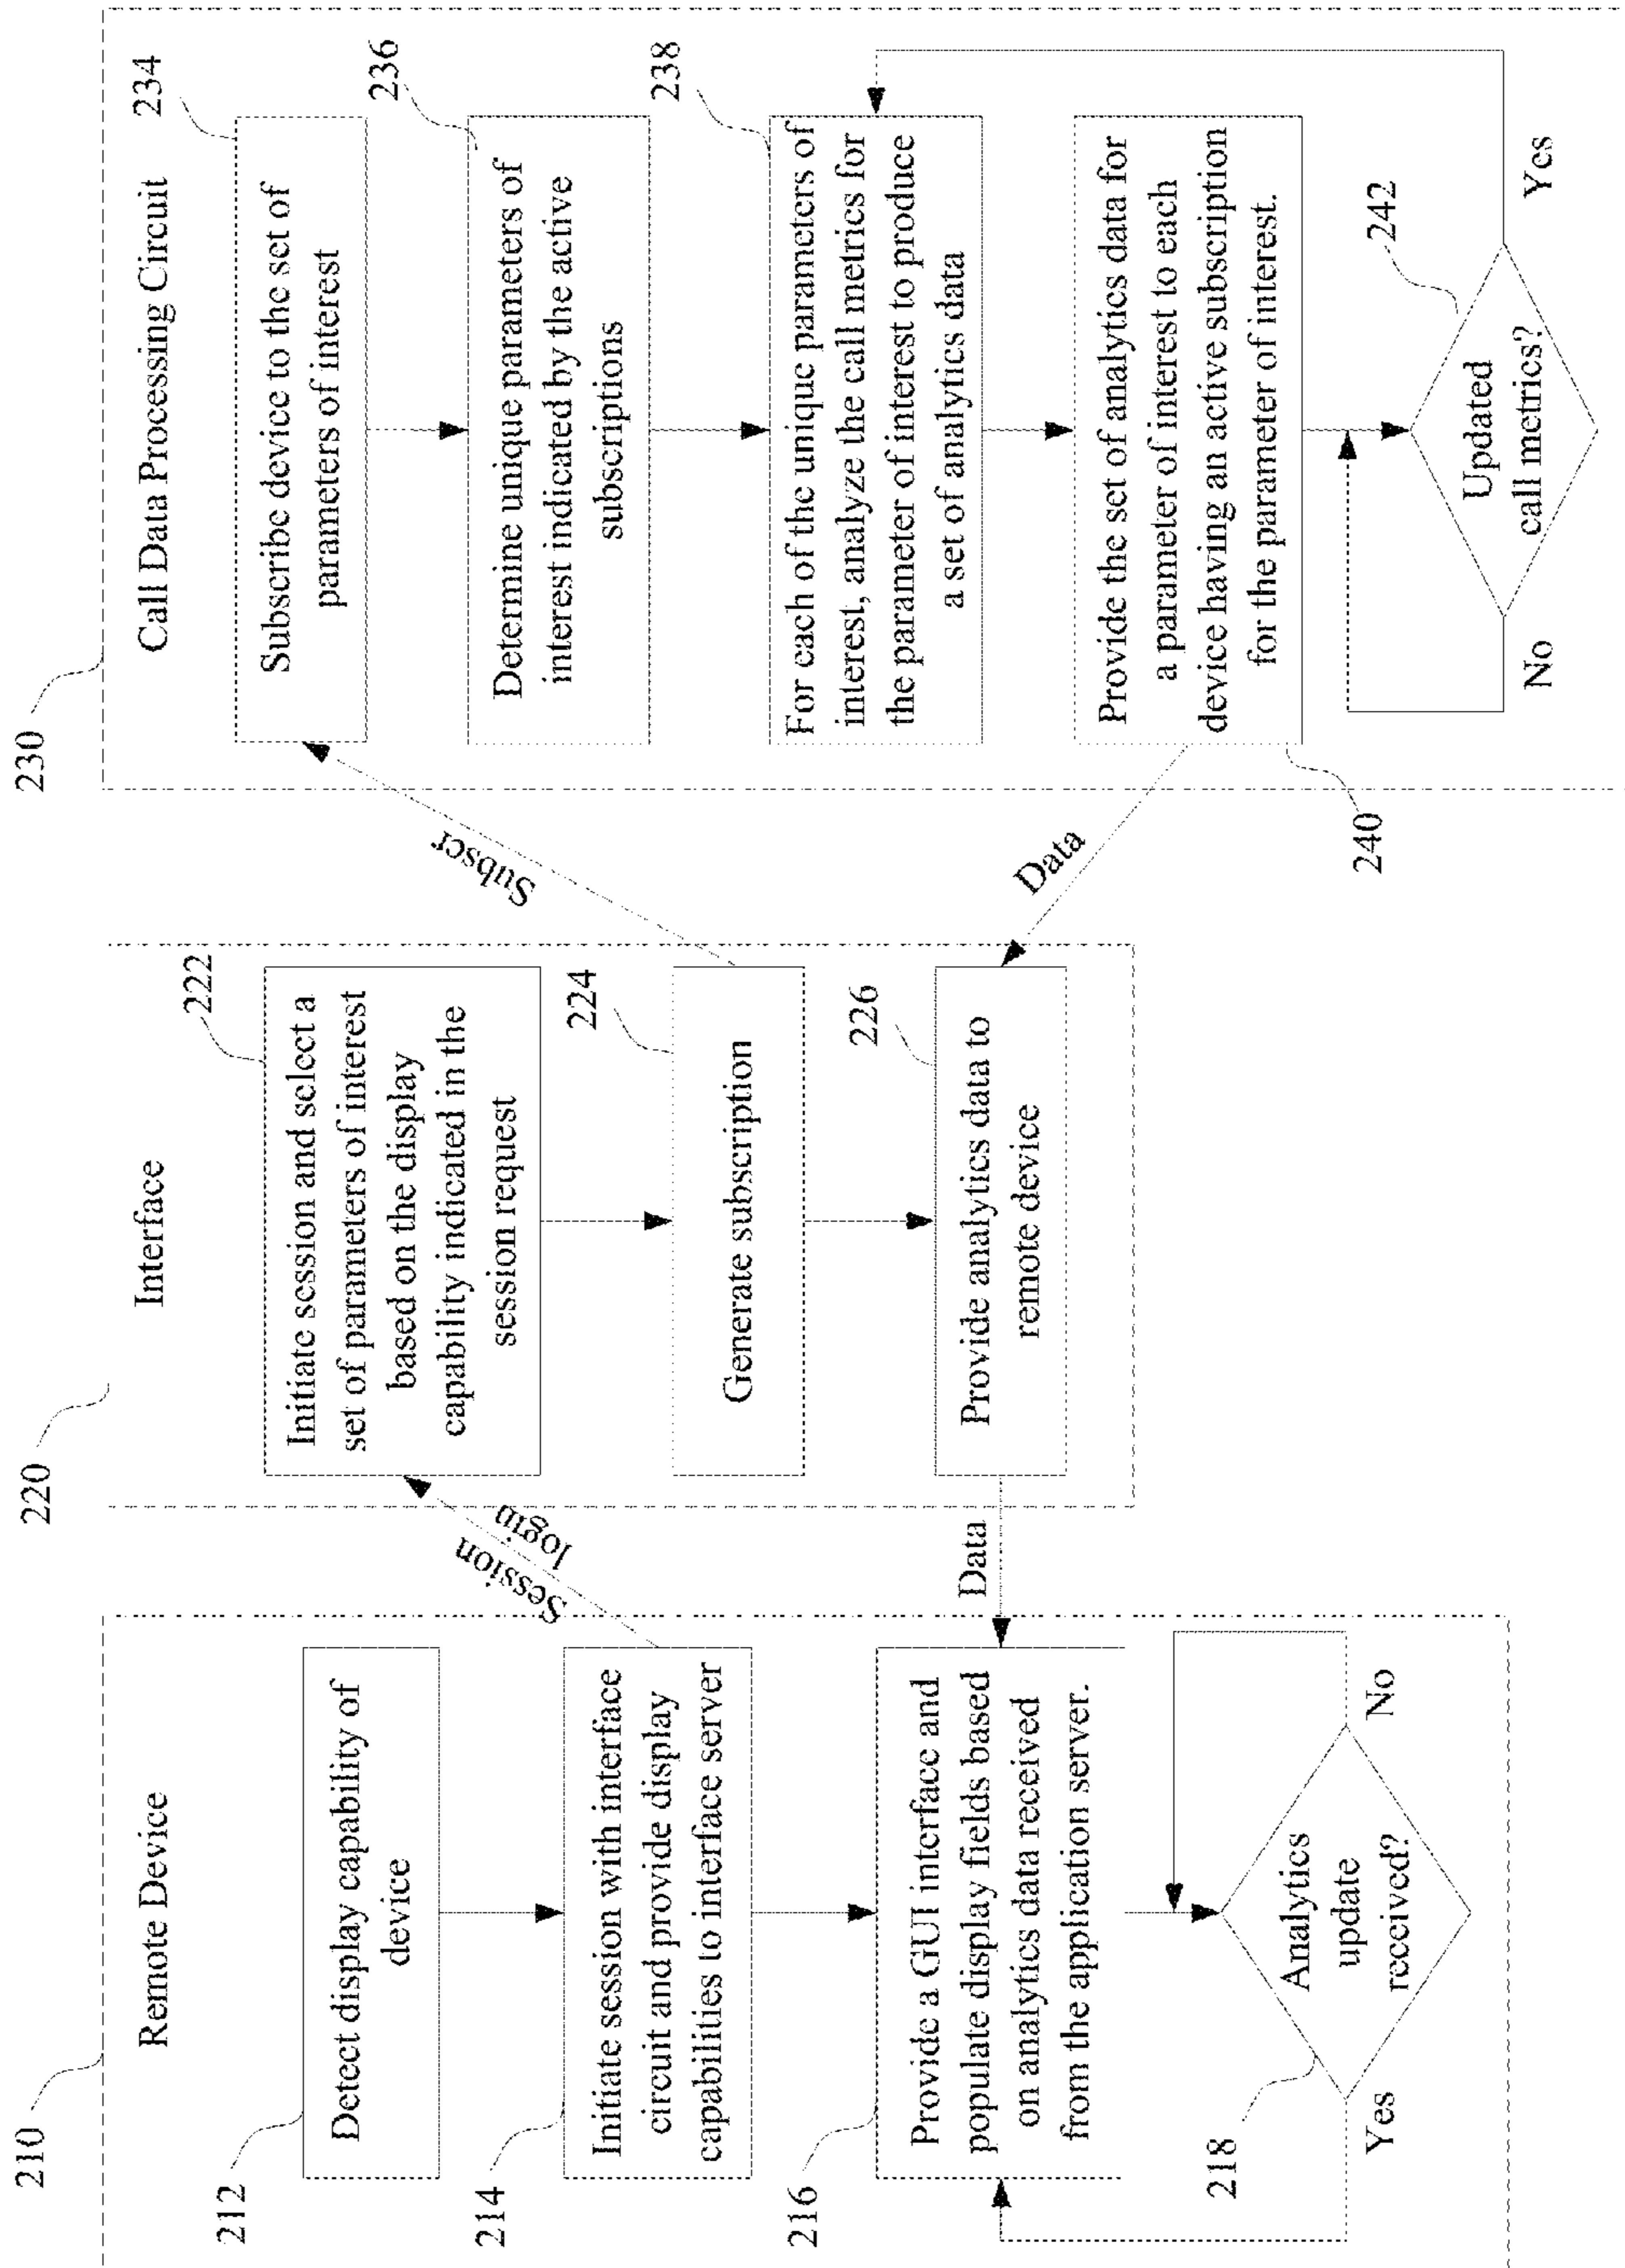 210
Remote Device
212
Detect display capability of
device
214
Initiate session with interface
circuit and provide display
capabilities to interface server
216
Provide a GUI interface and
populate display fields based
on analytics data received
from the application server.
218
Analytics
update
received?
Yes
No
Session
login
Data
220
Interface
222
Initiate session and select a
set of parameters of interest
based on the display
capability indicated in the
session request
224
Generate subscription
226
Provide analytics data to
remote device
Subscr
Data
230
Call Data Processing Circuit
234
Subscribe device to the set of
parameters of interest
236
Determine unique parameters of
interest indicated by the active
subscriptions
238
For each of the unique parameters of
interest, analyze the call metrics for
the parameter of interest to produce
a set of analytics data
Provide the set of analytics data for
a parameter of interest to each
device having an active subscription
for the parameter of interest.
240
242
Updated
call metrics?
No
Yes